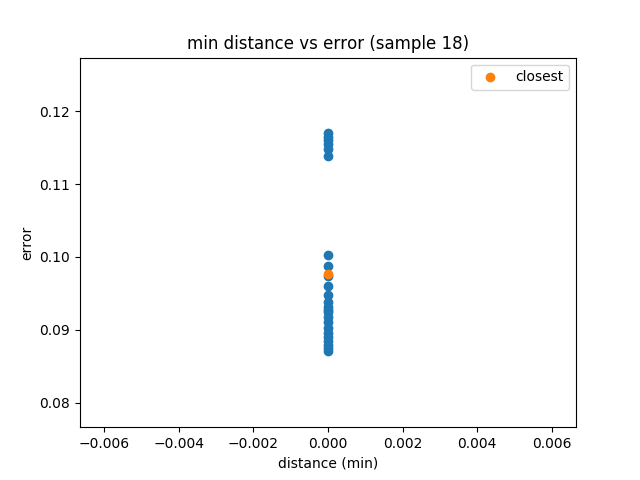 min distance vs error (sample 18)
closest
0.12
0.11
0.10
0.09
0.08
error
−0.006 −0.004 −0.002 0.000 0.002 0.004 0.006
distance (min)